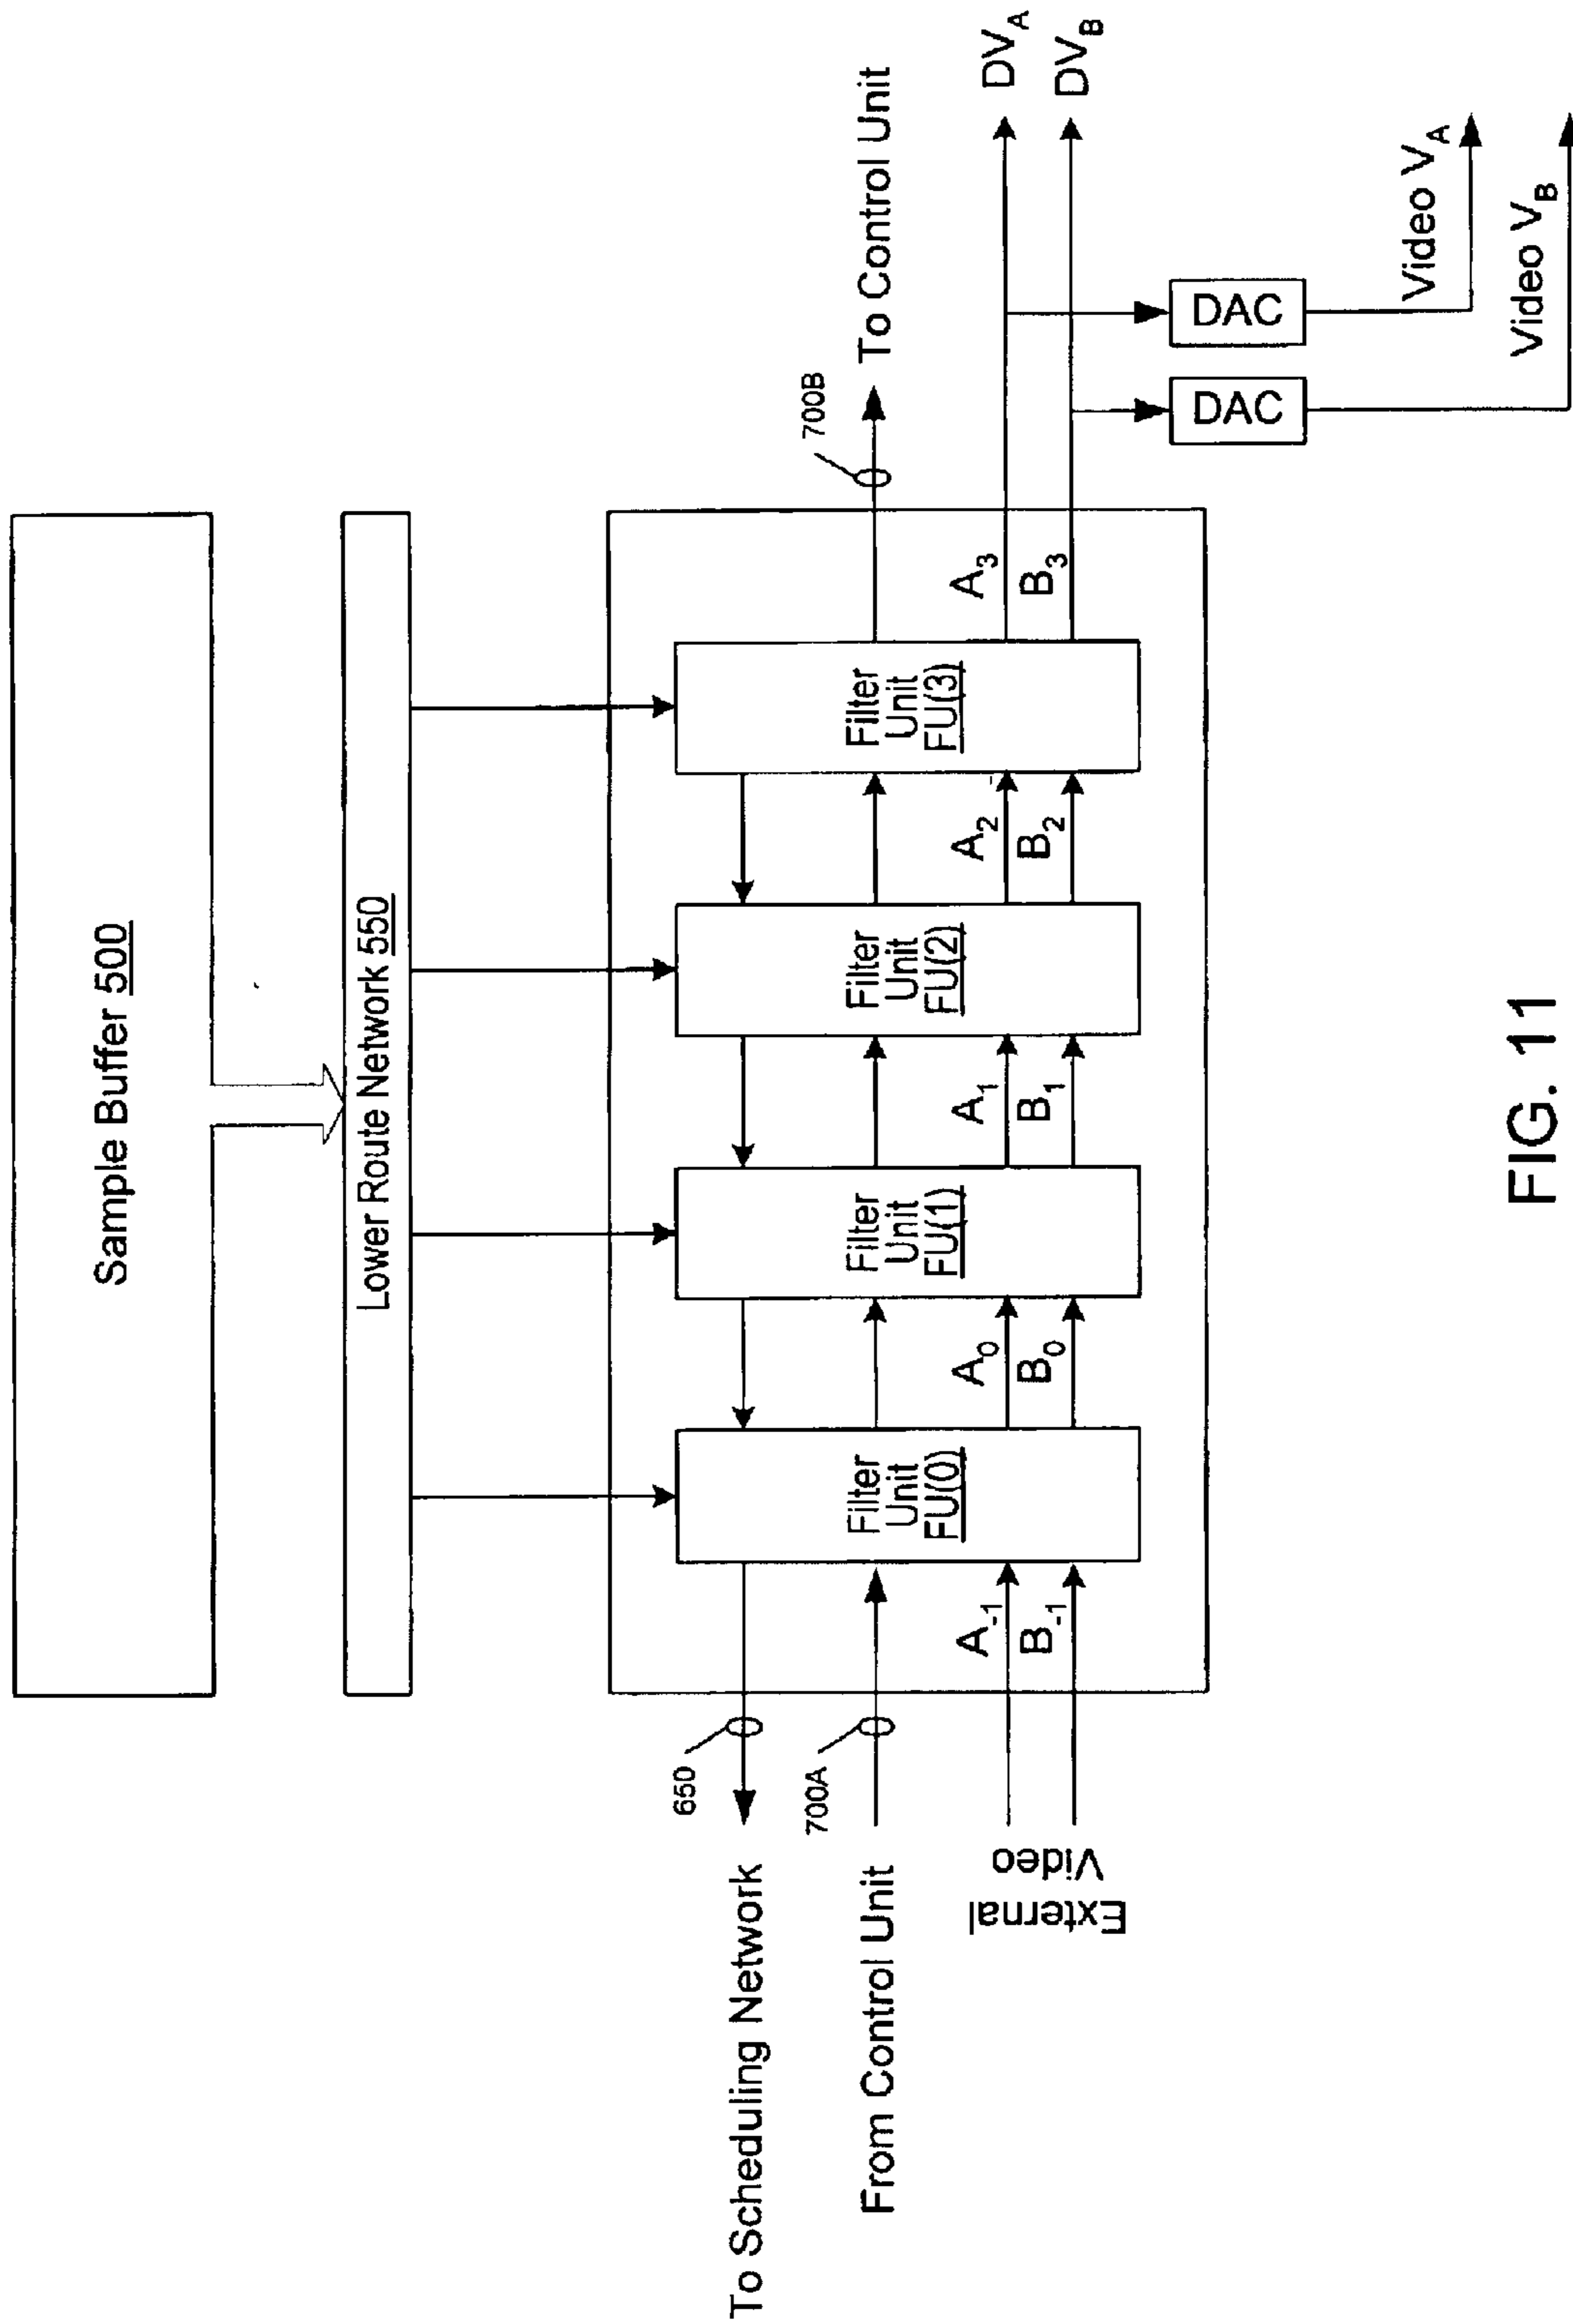 Sample Buffer 500
Lower Route Network 550
650
To Scheduling Network
700A
From Control Unit
External
Video
A-1
B-1
Filter
Unit
FU(0)
A0
B0
Filter
Unit
FU(1)
A1
B1
Filter
Unit
FU(2)
A2
B2
Filter
Unit
FU(3)
A3
B3
700B
To Control Unit
DVA
DVB
DAC
DAC
Video VA
Video VB
FIG. 11